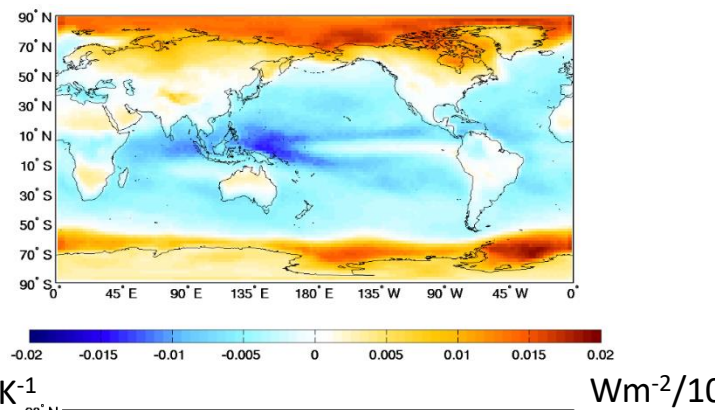 90° N
70° N
50° N
30° N
10° N
10° S
30° S
50° S
70° S
90° S
0° 45° E 90° E 135° E 180° E 135° W 90° W 45° W 0°
-0.02 -0.015 -0.01 -0.005 0 0.005 0.01 0.015 0.02
K⁻¹ Wm⁻²/10